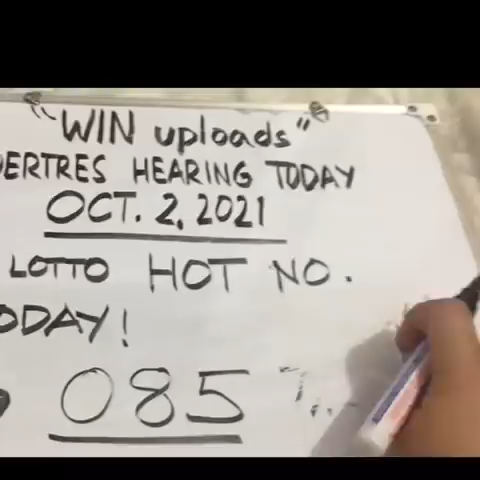 "WIN uploads"
ERTRES HEARING TODAY
OCT. 2, 2021
LOTTO HOT NO.
ODAY!
085